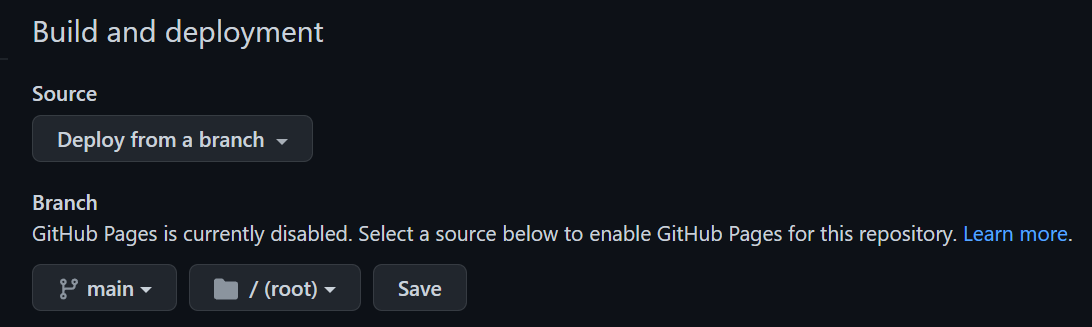 Build and deployment
Source
Deploy from a branch
Branch
GitHub Pages is currently disabled. Select a source below to enable GitHub Pages for this repository. Learn more.
main / (root) Save